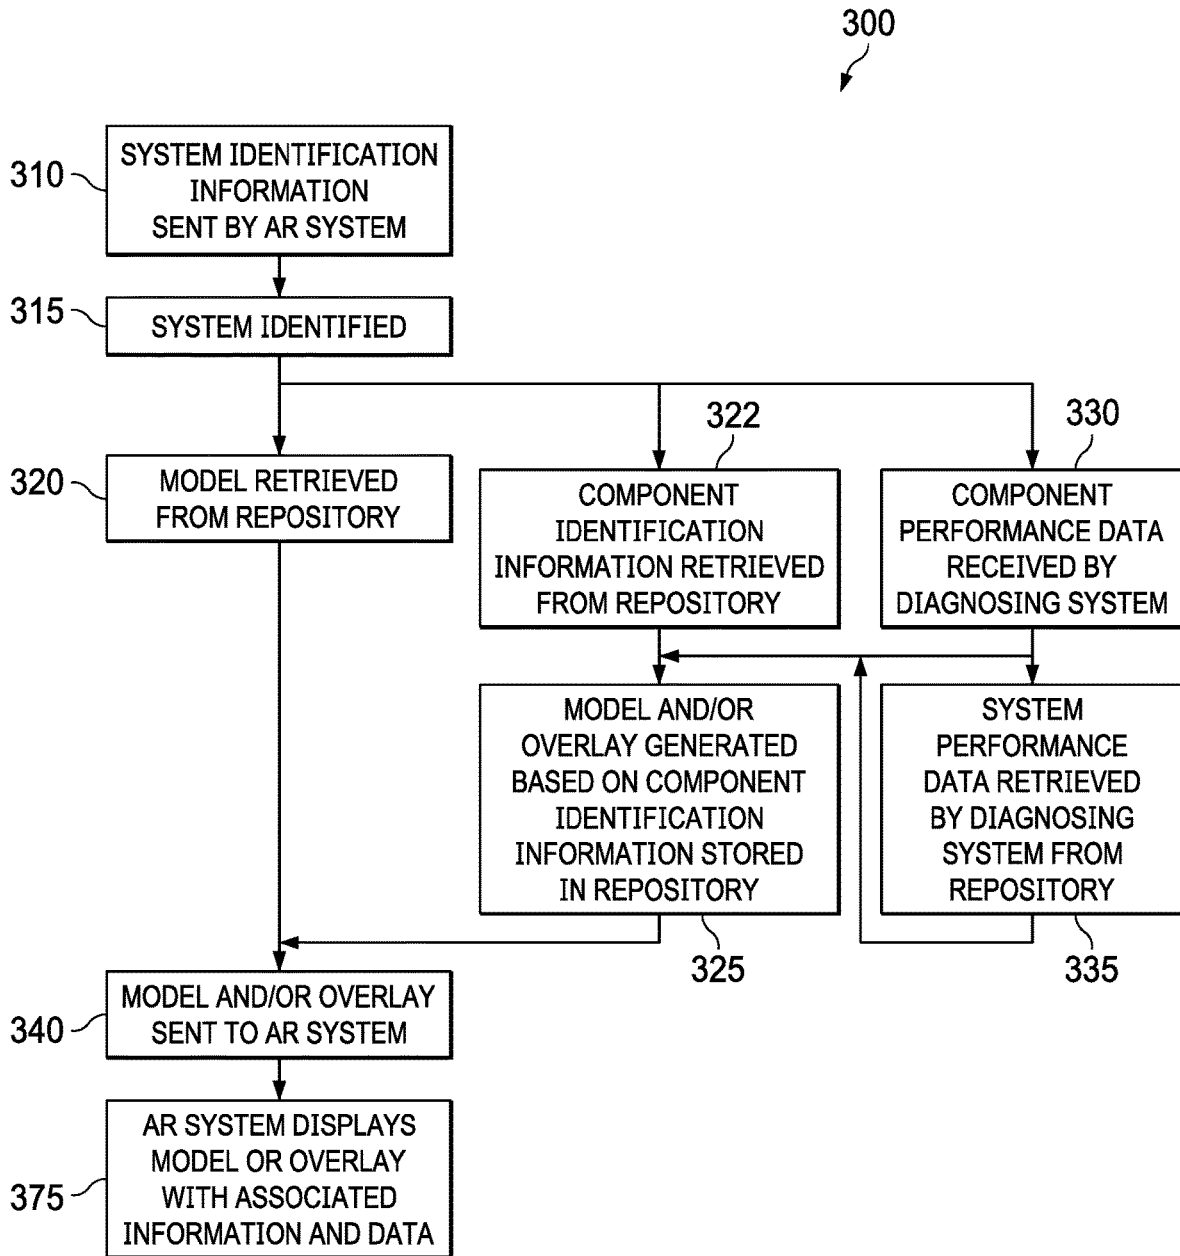 300
310
SYSTEM IDENTIFICATION
INFORMATION
SENT BY AR SYSTEM
315
SYSTEM IDENTIFIED
320
MODEL RETRIEVED
FROM REPOSITORY
322
COMPONENT
IDENTIFICATION
INFORMATION RETRIEVED
FROM REPOSITORY
330
COMPONENT
PERFORMANCE DATA
RECEIVED BY
DIAGNOSING SYSTEM
MODEL AND/OR
OVERLAY GENERATED
BASED ON COMPONENT
IDENTIFICATION
INFORMATION STORED
IN REPOSITORY
325
SYSTEM
PERFORMANCE
DATA RETRIEVED
BY DIAGNOSING
SYSTEM FROM
REPOSITORY
335
340
MODEL AND/OR OVERLAY
SENT TO AR SYSTEM
375
AR SYSTEM DISPLAYS
MODEL OR OVERLAY
WITH ASSOCIATED
INFORMATION AND DATA